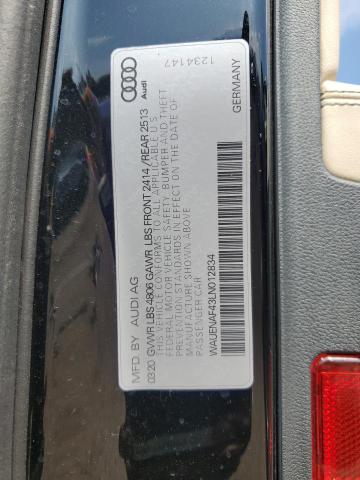 MFD BY AUDI AG
Audi
1234147
03.20 GVWR LBS 4806 GAWR LBS FRONT 2414 / REAR 2513
THIS VEHICLE CONFORMS TO ALL APPLICABLE U.S.
FEDERAL MOTOR VEHICLE SAFETY, BUMPER AND THEFT
PREVENTION STANDARDS IN EFFECT ON THE DATE OF
MANUFACTURE SHOWN ABOVE
PASSENGER CAR
WAUENAF43LN012834
GERMANY